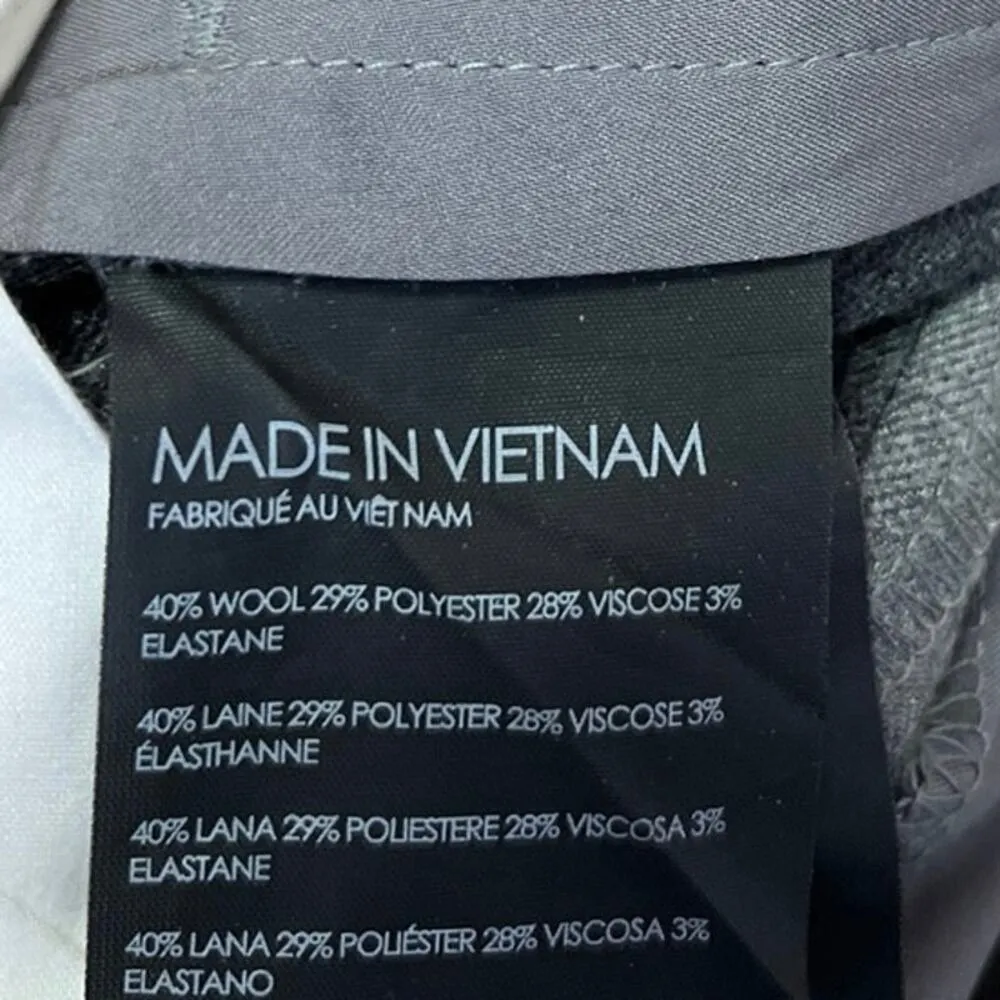 MADE IN VIETNAM
FABRIQUÉ AU VIÊT NAM
40% WOOL 29% POLYESTER 28% VISCOSE 3%
ELASTANE
40% LAINE 29% POLYESTER 28% VISCOSE 3%
ÉLASTHANNE
40% LANA 29% POLIESTERE 28% VISCOSA 3%
ELASTANE
40% LANA 29% POLIÉSTER 28% VISCOSA 3%
ELASTANO